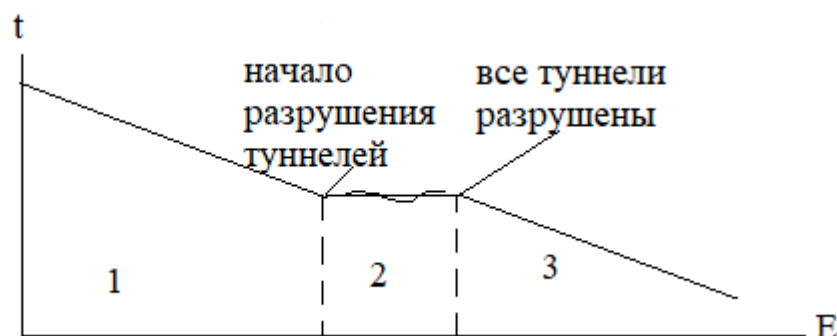 t
начало
разрушения
туннелей
все туннели
разрушены
1
2
3
E